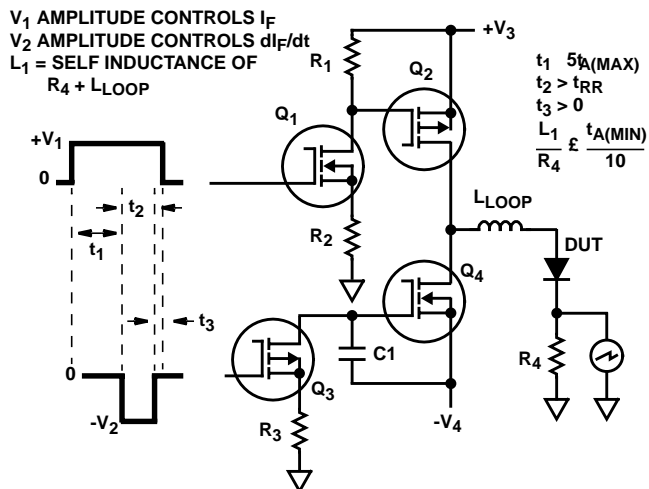 V1 AMPLITUDE CONTROLS IF
V2 AMPLITUDE CONTROLS dIF/dt
L1 = SELF INDUCTANCE OF
R4 + LLOOP
+V3
R1
Q2
t1 5tA(MAX)
t2 > tRR
t3 > 0
L1
R4
£
tA(MIN)
10
Q1
+V1
0
t2
t1
R2
LLOOP
DUT
Q4
t3
C1
R4
0
Q3
-V2
R3
-V4